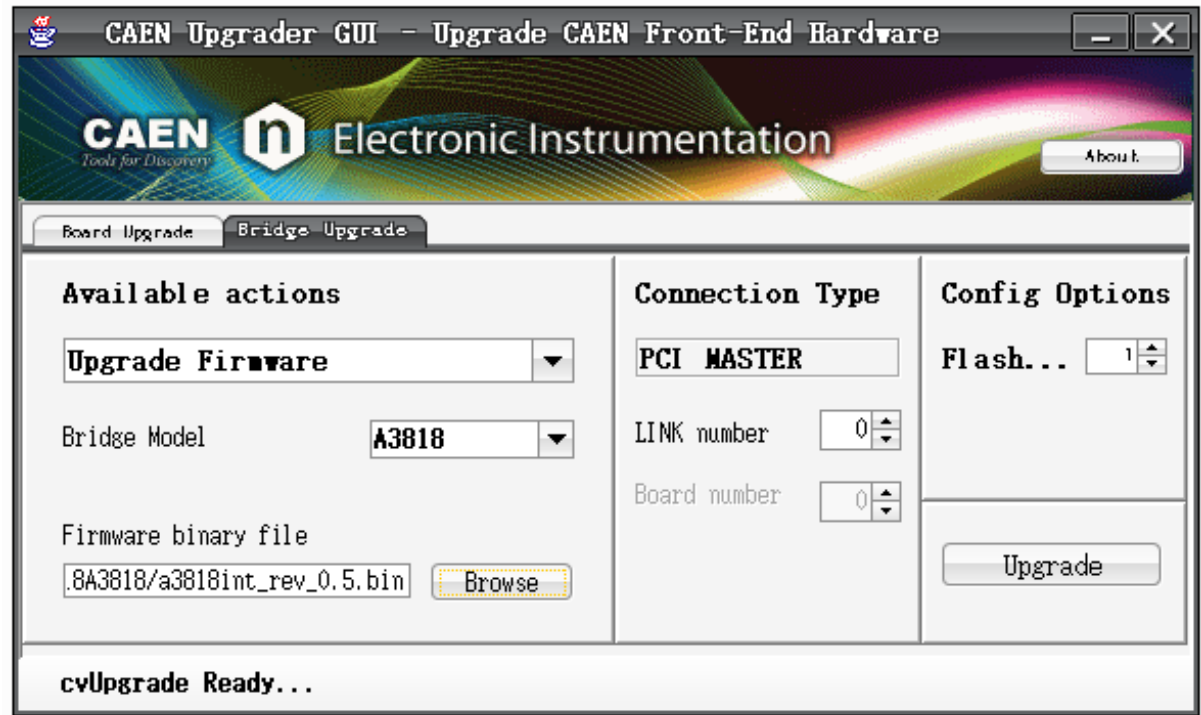 CAEN Upgrader GUI - Upgrade CAEN Front-End Hardware
CAEN n Electronic Instrumentation
Tools for Discovery
About
Board Upgrade Bridge Upgrade
Available actions
Upgrade Firmware
Bridge Model A3818
Firmware binary file
.8A3818/a3818int_rev_0.5.bin Browse
Connection Type
PCI MASTER
LINK number 0
Board number 0
Config Options
Flash... 1
Upgrade
cvUpgrade Ready...